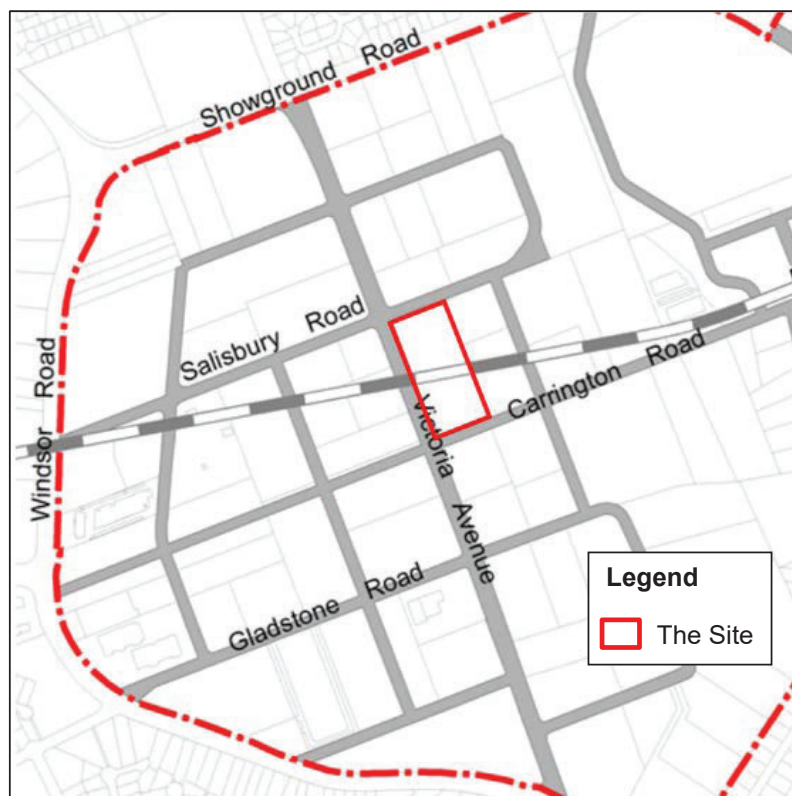 Showground Road
Salisbury Road
Windsor Road
Carrington Road
Victoria Avenue
Gladstone Road
Legend
The Site